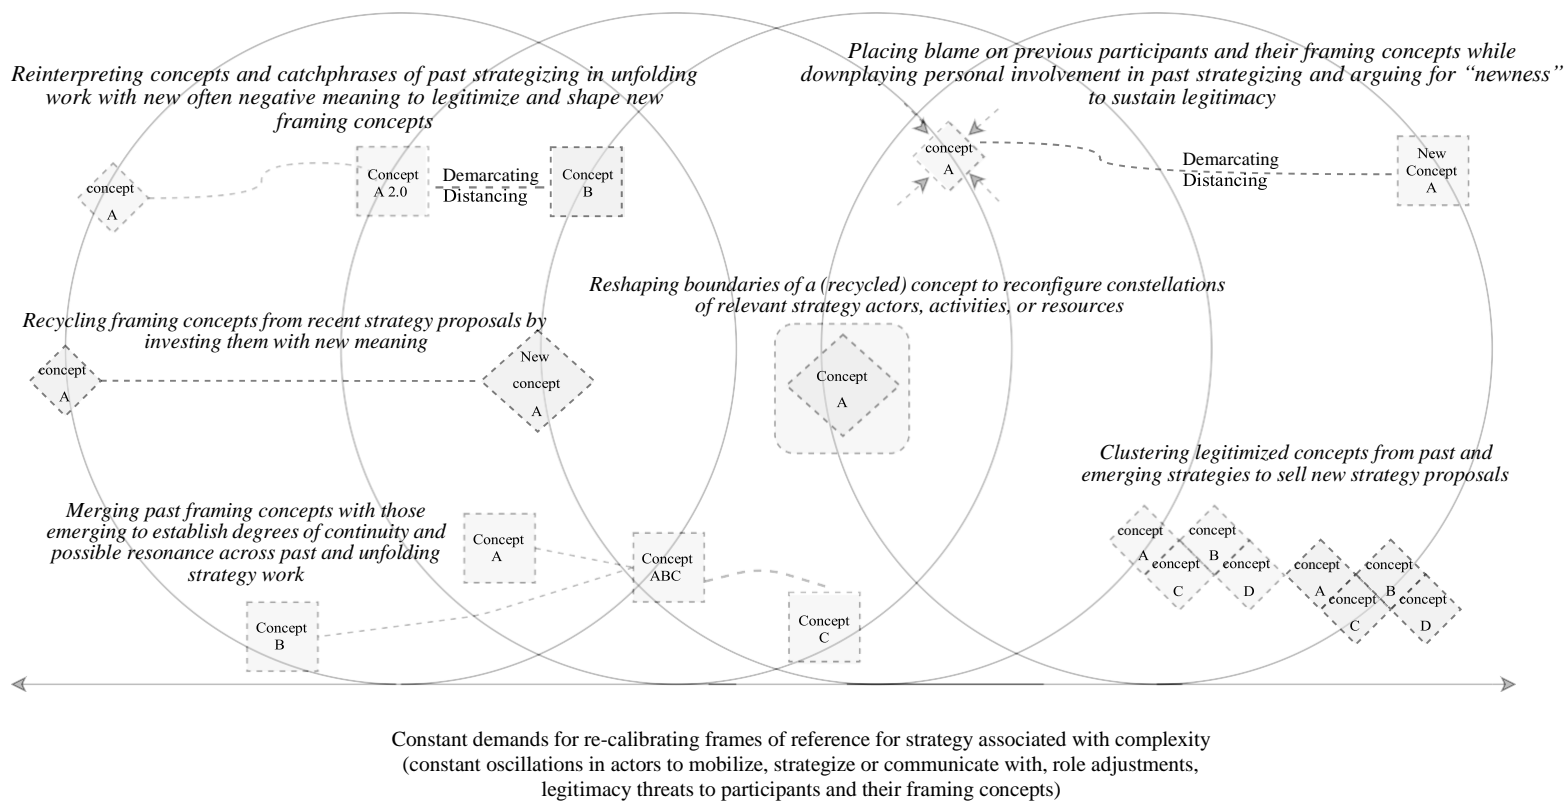 Reinterpreting concepts and catchphrases of past strategizing in unfolding
work with new often negative meaning to legitimize and shape new
framing concepts
concept
A
Concept
A 2.0
Demarcating
Distancing
Concept
B
Placing blame on previous participants and their framing concepts while
downplaying personal involvement in past strategizing and arguing for “newness”
to sustain legitimacy
concept
A
Demarcating
Distancing
New
Concept
A
Recycling framing concepts from recent strategy proposals by
investing them with new meaning
concept
A
New
concept
A
Reshaping boundaries of a (recycled) concept to reconfigure constellations
of relevant strategy actors, activities, or resources
Concept
A
Merging past framing concepts with those
emerging to establish degrees of continuity and
possible resonance across past and unfolding
strategy work
Concept
A
Concept
B
Concept
ABC
Concept
C
Clustering legitimized concepts from past and
emerging strategies to sell new strategy proposals
concept
A
concept
B
concept
C
concept
D
concept
A
concept
B
concept
C
concept
D
Constant demands for re-calibrating frames of reference for strategy associated with complexity
(constant oscillations in actors to mobilize, strategize or communicate with, role adjustments,
legitimacy threats to participants and their framing concepts)